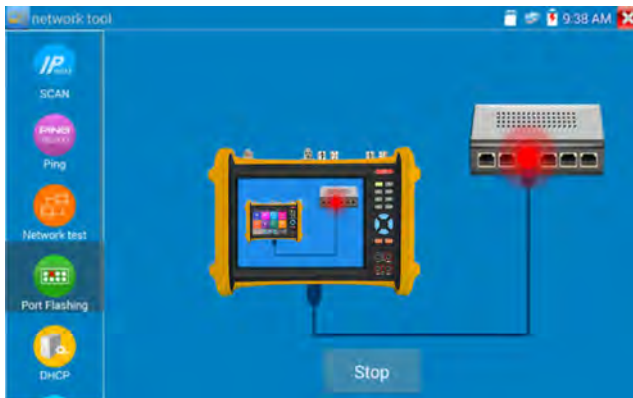 network tool
9:38 AM
IP
SCAN
PING
Ping
Network test
Port Flashing
DHCP
Stop